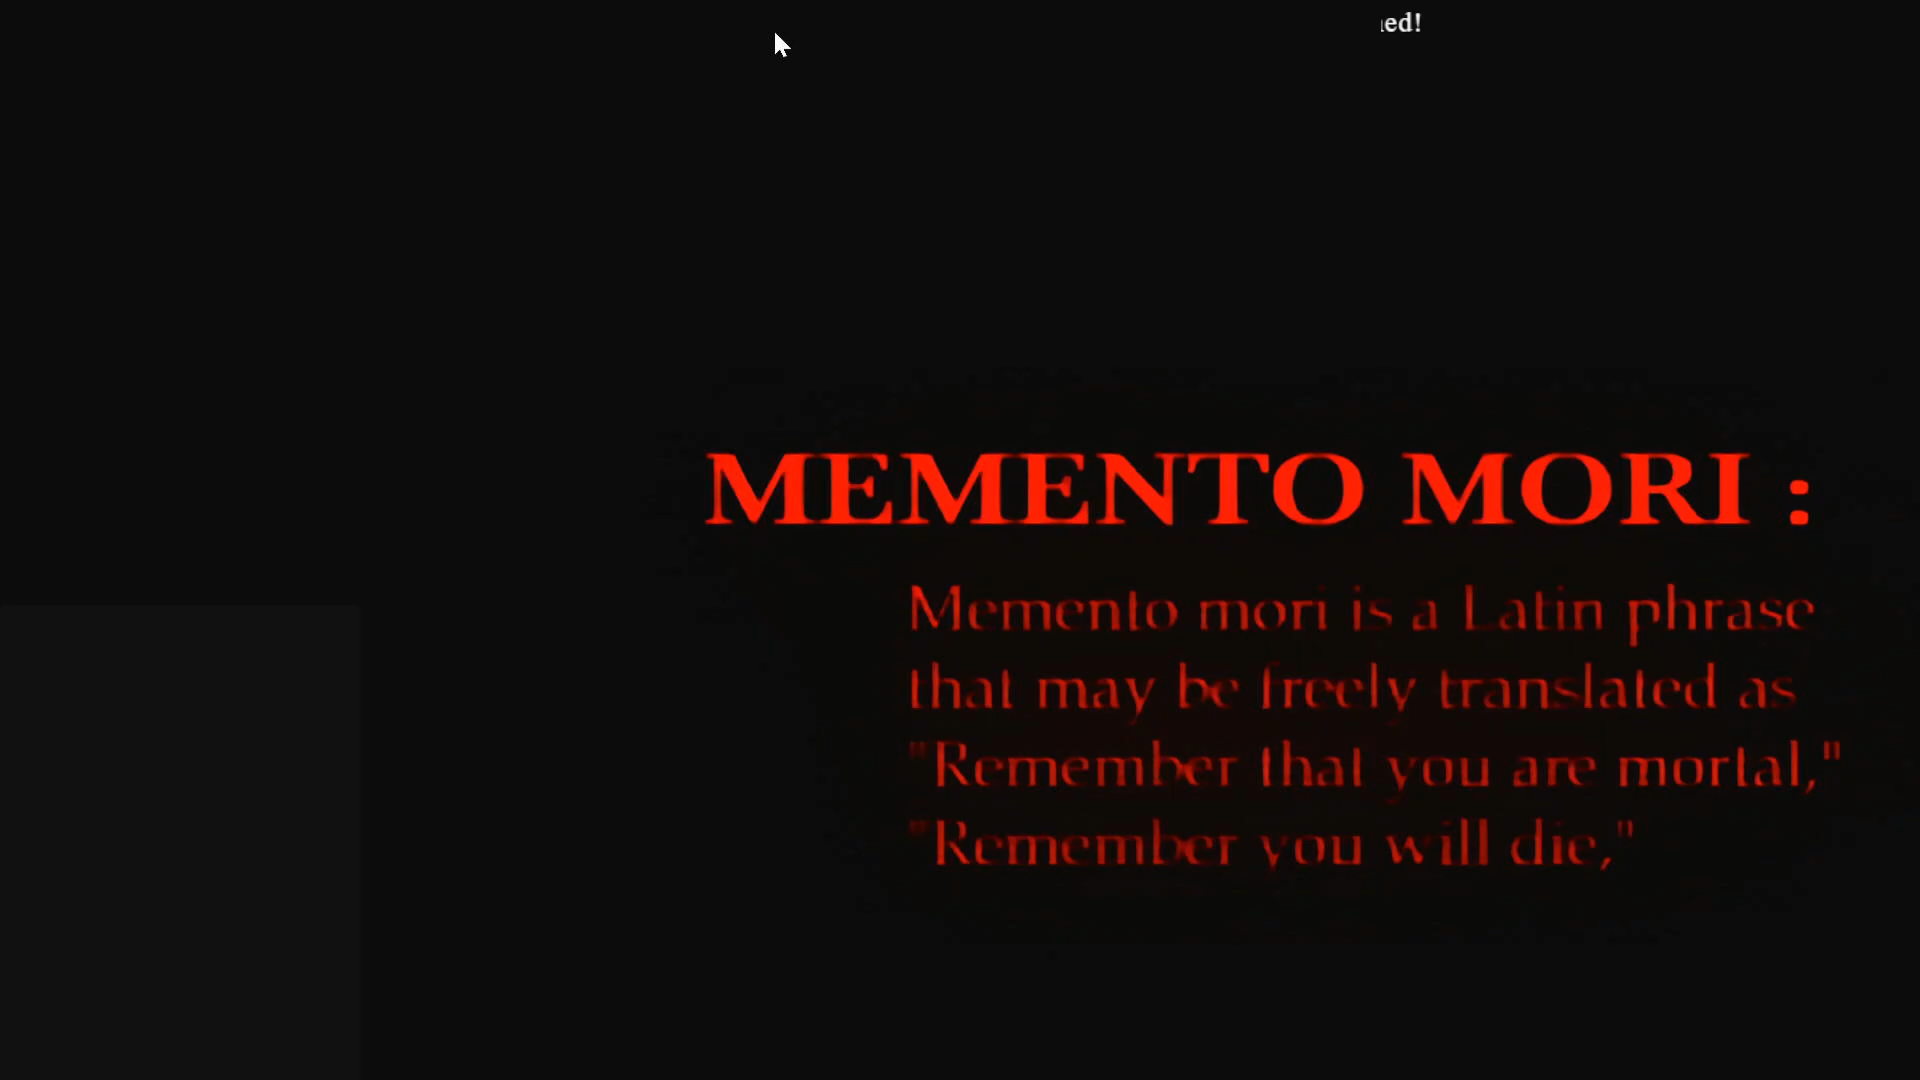 MEMENTO MORI :
Memento mori is a Latin phrase
that may be freely translated as
"Remember that you are mortal,"
"Remember you will die,"